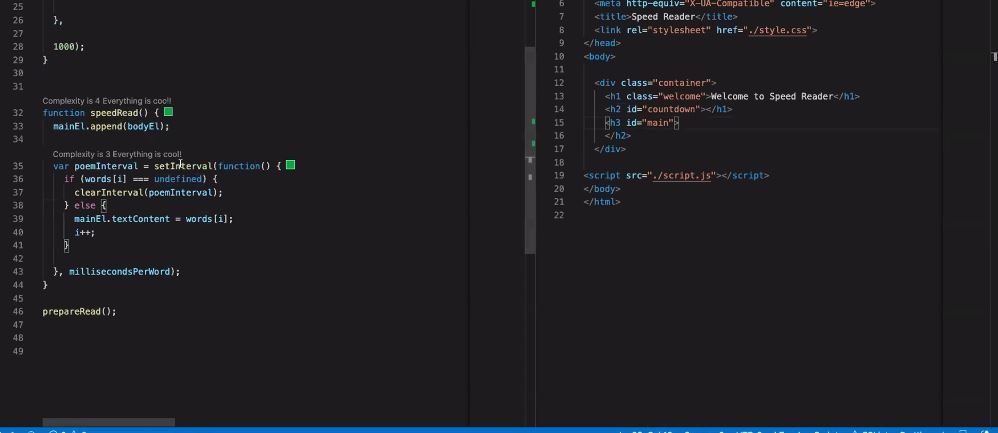 25
26 },
27
28 1000);
29 }
30
31
Complexity is 4 Everything is cool!
32 function speedRead() {
33 mainEl.append(bodyEl);
34
Complexity is 3 Everything is cool!
35 var poemInterval = setInterval(function() {
36 if (words[i] === undefined) {
37 clearInterval(poemInterval);
38 } else {
39 mainEl.textContent = words[i];
40 i++;
41 }
42
43 }, millisecondsPerWord);
44 }
45
46 prepareRead();
47
48
49
6 <meta http-equiv="X-UA-Compatible" content="ie=edge">
7 <title>Speed Reader</title>
8 <link rel="stylesheet" href="./style.css">
9 </head>
10 <body>
11
12 <div class="container">
13 <h1 class="welcome">Welcome to Speed Reader</h1>
14 <h2 id="countdown"></h1>
15 <h3 id="main">
16 </h2>
17 </div>
18
19 <script src="./script.js"></script>
20 </body>
21 </html>
22